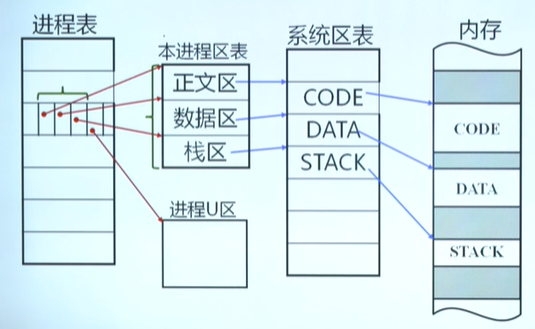 进程表
本进程区表
正文区
数据区
栈区
进程U区
系统区表
CODE
DATA
STACK
内存
CODE
DATA
STACK